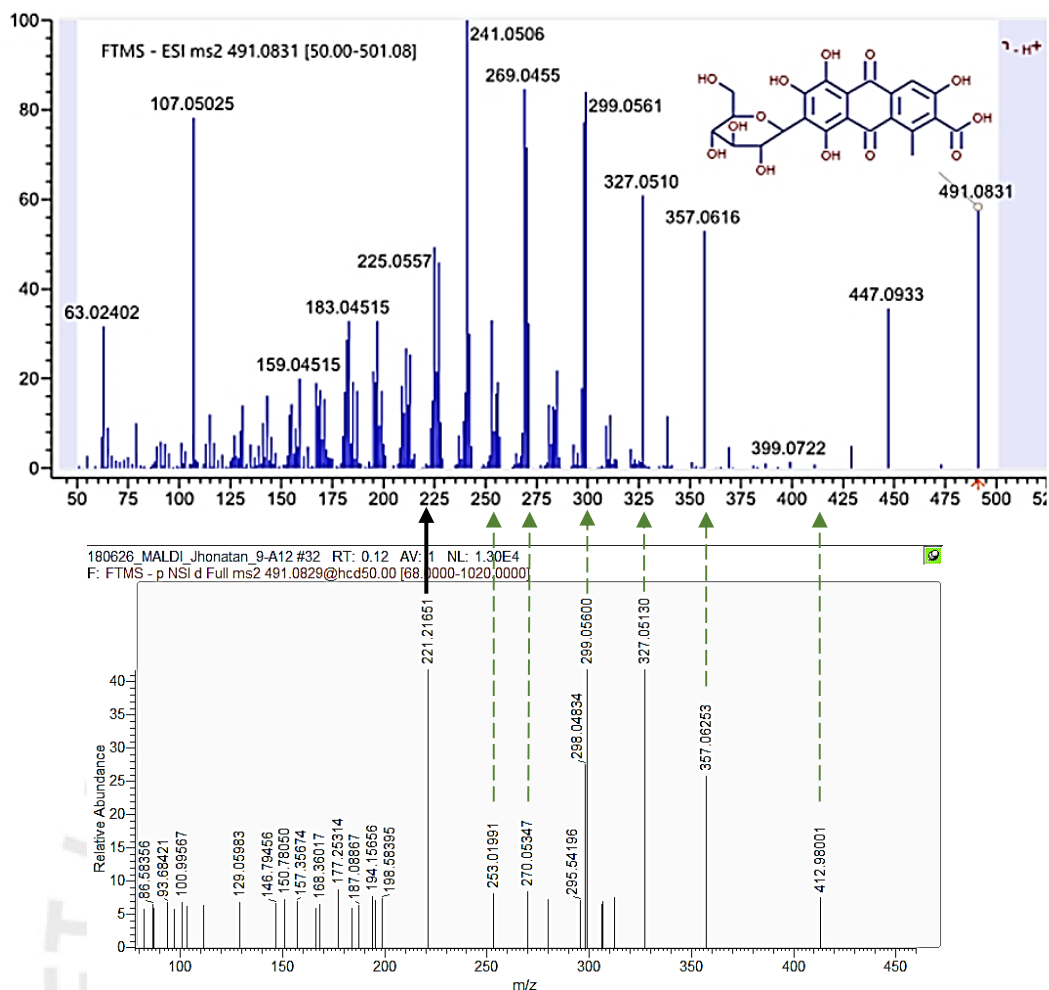 100
80
60
40
20
0
FTMS - ESI ms2 491.0831 [50.00-501.08]
241.0506
107.05025
269.0455
299.0561
327.0510
357.0616
491.0831
225.0557
63.02402
183.04515
159.04515
447.0933
399.0722
- H+
HO
OH
O
OH
HO
O
OH
OH
OH
OH
OH
O
O
OH
50 75 100 125 150 175 200 225 250 275 300 325 350 375 400 425 450 475 500
180626_MALDI_Jhonatan_9-A12 #32 RT: 0.12 AV: 1 NL: 1.30E4
F: FTMS - p NSI d Full ms2 491.0829@hcd50.00 [68.0000-1020.0000]
Relative Abundance
40
35
30
25
20
15
10
5
0
86.58356
93.68421
100.99567
129.05983
146.79456
150.78050
157.35674
168.36017
177.25314
187.08867
194.15656
198.58395
221.21651
253.01991
270.05347
295.54196
298.04834
299.05600
327.05130
357.06253
412.98001
100 150 200 250 300 350 400 450
m/z